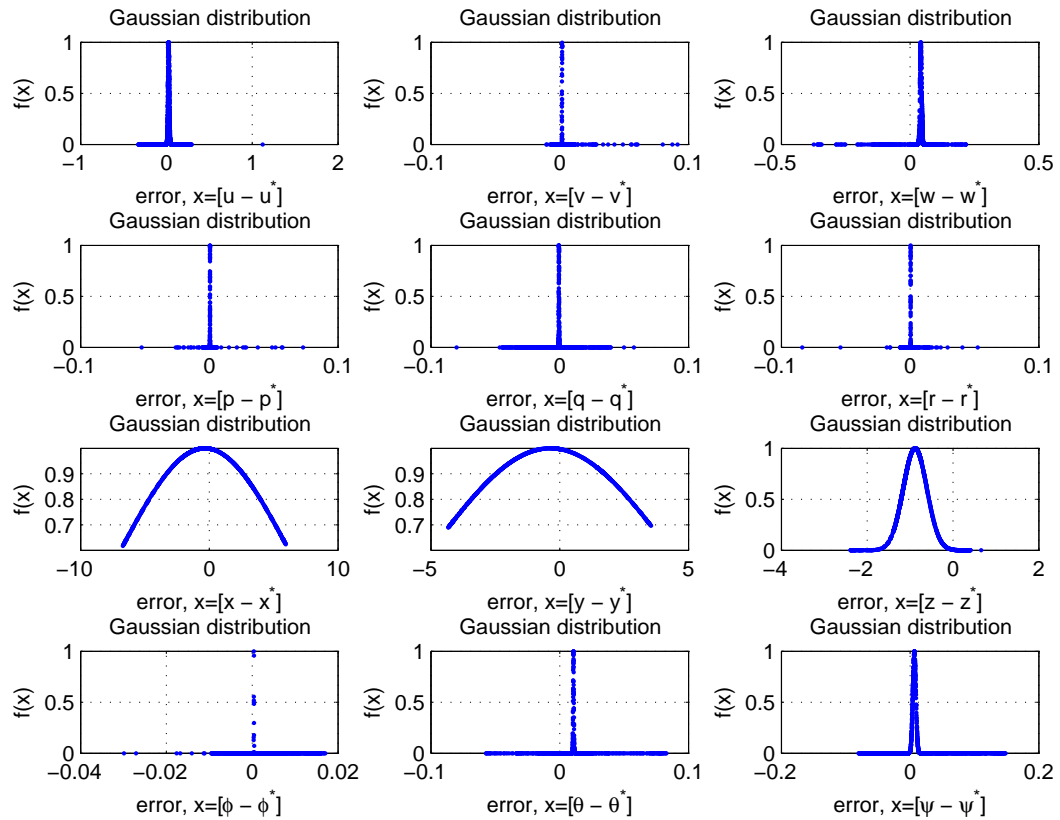 Gaussian distribution Gaussian distribution Gaussian distribution
1 1 1
f(x) 0.5 f(x) 0.5 f(x) 0.5
0 0 0
−1 0 1 2 −0.1 0 0.1 −0.5 0 0.5
error, x=[u − u*] error, x=[v − v*] error, x=[w − w*]
Gaussian distribution Gaussian distribution Gaussian distribution
1 1 1
f(x) 0.5 f(x) 0.5 f(x) 0.5
0 0 0
−0.1 0 0.1 −0.1 0 0.1 −0.1 0 0.1
error, x=[p − p*] error, x=[q − q*] error, x=[r − r*]
Gaussian distribution Gaussian distribution Gaussian distribution
1
0.9 0.9
f(x) 0.8 f(x) 0.8 f(x) 0.5
0.7 0.7
0
−10 0 10 −5 0 5 −4 −2 0 2
error, x=[x − x*] error, x=[y − y*] error, x=[z − z*]
Gaussian distribution Gaussian distribution Gaussian distribution
1 1 1
f(x) 0.5 f(x) 0.5 f(x) 0.5
0 0 0
−0.04 −0.02 0 0.02 −0.1 0 0.1 −0.2 0 0.2
error, x=[ϕ − ϕ*] error, x=[θ − θ*] error, x=[ψ − ψ*]